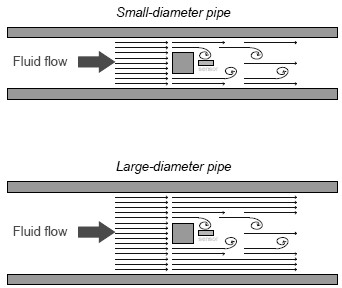 Small-diameter pipe
Fluid flow
Large-diameter pipe
Fluid flow